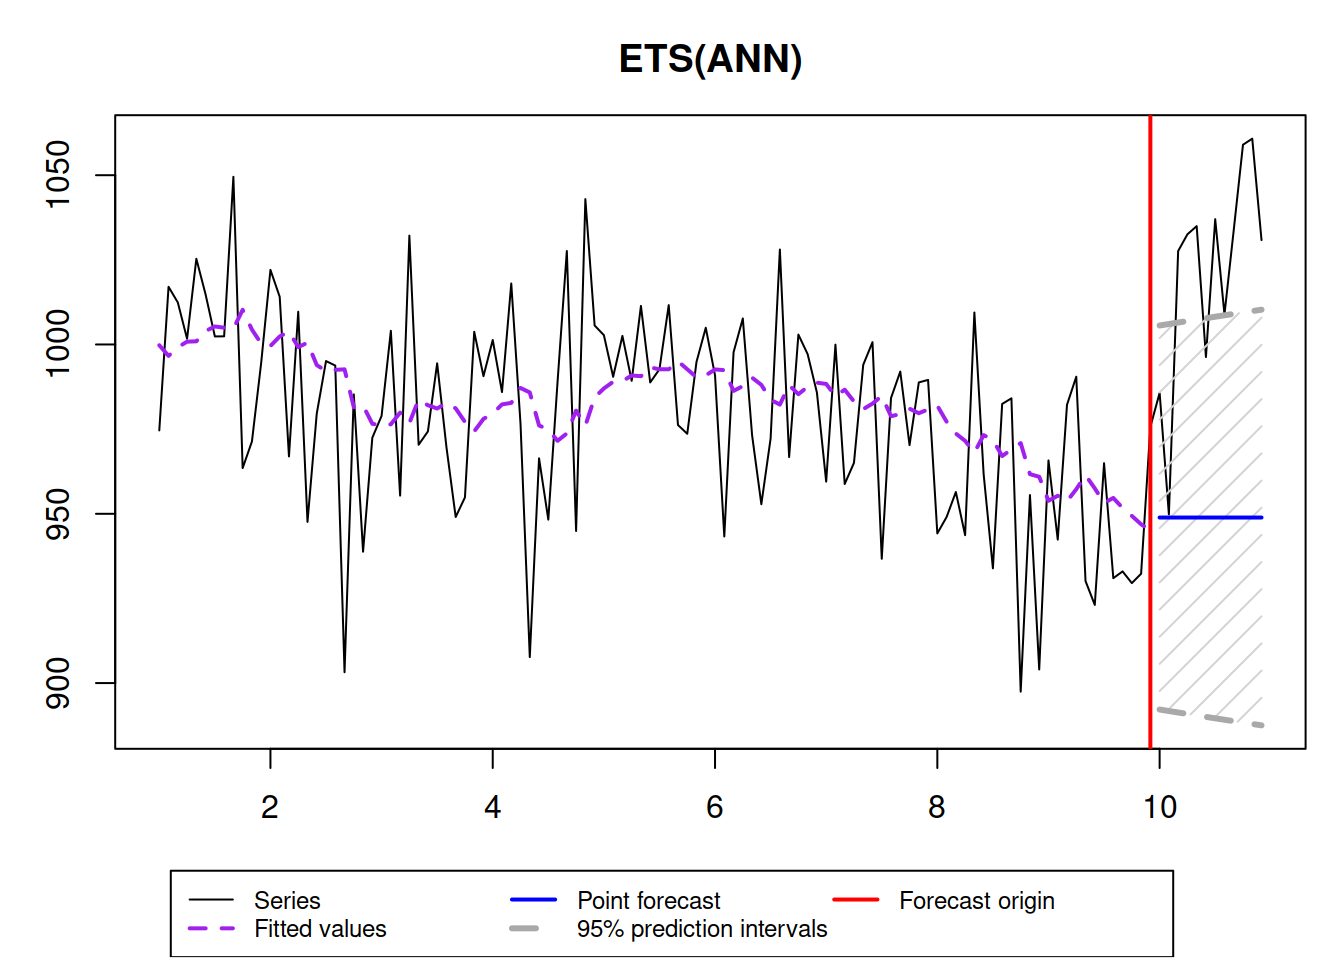 ETS(ANN)
1050
1000
950
900
2 4 6 8 10
Series Point forecast Forecast origin
Fitted values 95% prediction intervals